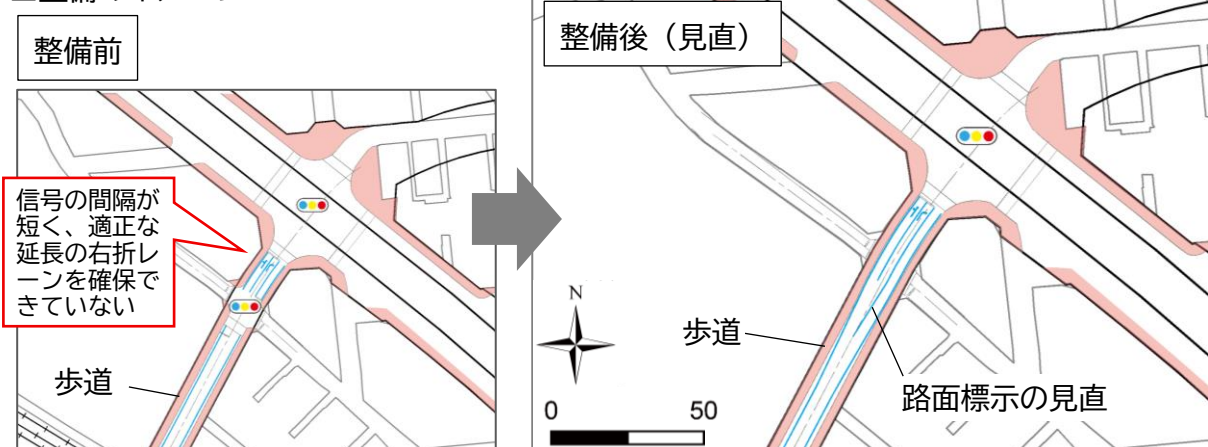 整備前
信号の間隔が
短く、適正な
延長の右折レ
ーンを確保で
きていない
歩道
整備後（見直）
N
歩道
路面標示の見直
0 50